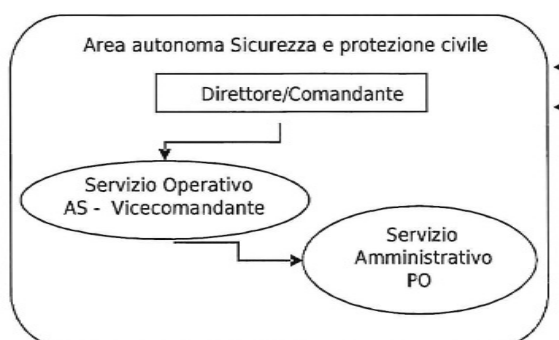 Area autonoma Sicurezza e protezione civile
Direttore/Comandante
Servizio Operativo
AS - Vicecomandante
Servizio
Amministrativo
PO